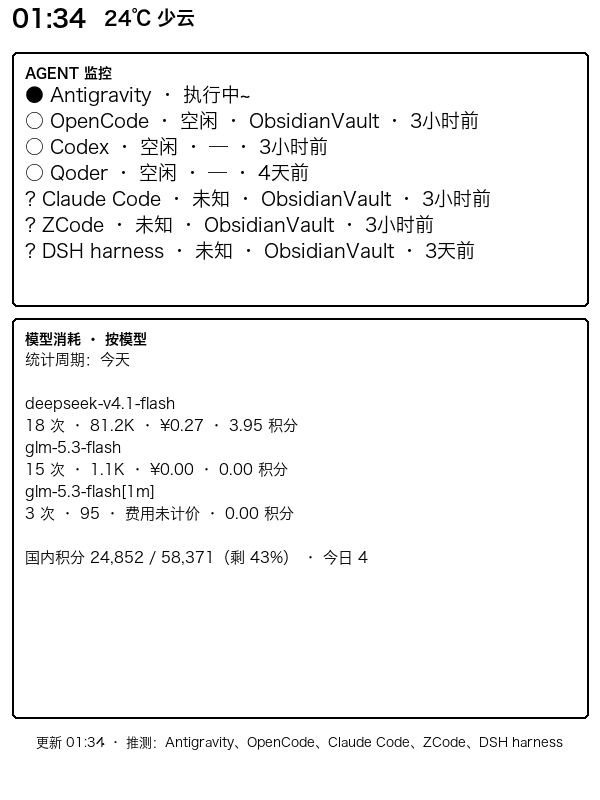 01:34 24℃ 少云
AGENT 监控
● Antigravity · 执行中~
○ OpenCode · 空闲 · ObsidianVault · 3小时前
○ Codex · 空闲 · — · 3小时前
○ Qoder · 空闲 · — · 4天前
? Claude Code · 未知 · ObsidianVault · 3小时前
? ZCode · 未知 · ObsidianVault · 3小时前
? DSH harness · 未知 · ObsidianVault · 3天前
模型消耗 · 按模型
统计周期：今天
deepseek-v4.1-flash
18 次 · 81.2K · ¥0.27 · 3.95 积分
glm-5.3-flash
15 次 · 1.1K · ¥0.00 · 0.00 积分
glm-5.3-flash[1m]
3 次 · 95 · 费用未计价 · 0.00 积分
国内积分 24,852 / 58,371（剩 43%） · 今日 4
更新 01:34 · 推测：Antigravity、OpenCode、Claude Code、ZCode、DSH harness